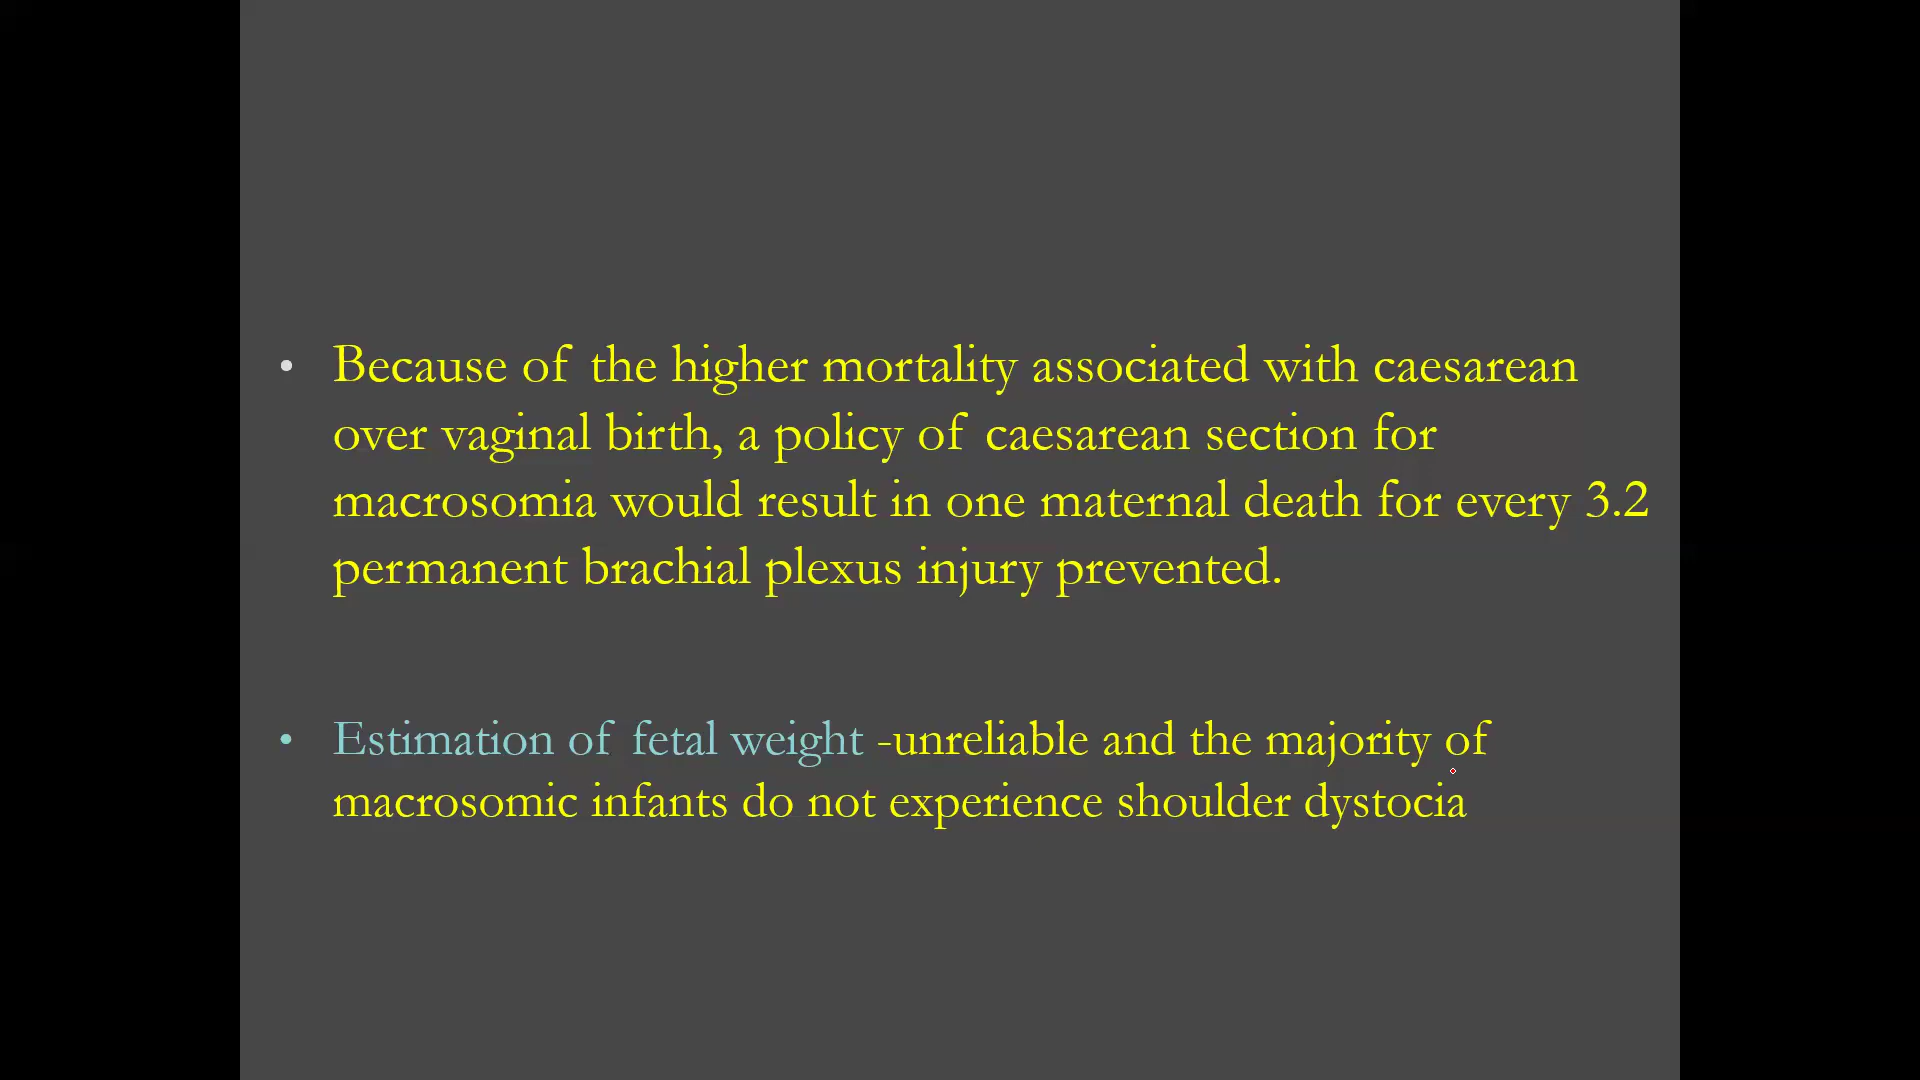 • Because of the higher mortality associated with caesarean
over vaginal birth, a policy of caesarean section for
macrosomia would result in one maternal death for every 3.2
permanent brachial plexus injury prevented.
• Estimation of fetal weight -unreliable and the majority of
macrosomic infants do not experience shoulder dystocia